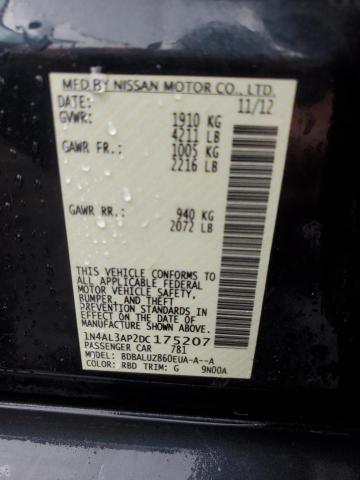 MFD BY NISSAN MOTOR CO., LTD.
DATE: 11/12
GVWR: 1910 KG
4211 LB
GAWR FR.: 1005 KG
2216 LB
GAWR RR.: 940 KG
2072 LB
THIS VEHICLE CONFORMS TO
ALL APPLICABLE FEDERAL
MOTOR VEHICLE SAFETY,
BUMPER, AND THEFT
PREVENTION STANDARDS IN
EFFECT ON THE DATE OF
MANUFACTURE SHOWN ABOVE.
1N4AL3AP2DC175207
PASSENGER CAR 781
MODEL: BDBALUZ860EUA-A--A
COLOR: RBD TRIM: G 9N00A